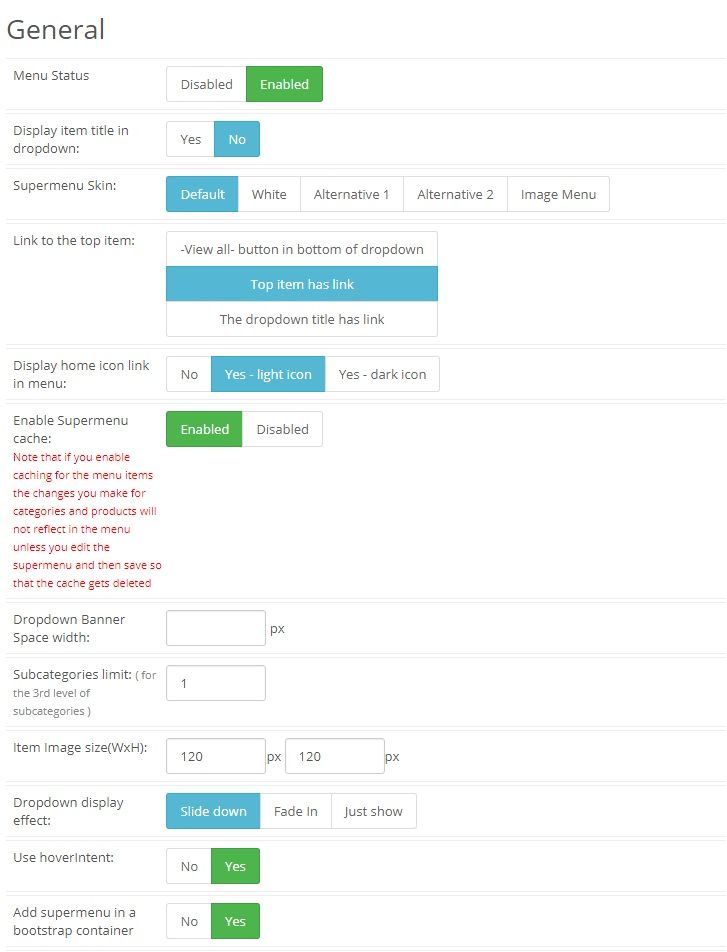 General
Menu Status
Disabled Enabled
Display item title in
dropdown:
Yes No
Supermenu Skin:
Default White Alternative 1 Alternative 2 Image Menu
Link to the top item:
-View all- button in bottom of dropdown
Top item has link
The dropdown title has link
Display home icon link
in menu:
No Yes - light icon Yes - dark icon
Enable Supermenu
cache:
Enabled Disabled
Note that if you enable
caching for the menu items
the changes you make for
categories and products will
not reflect in the menu
unless you edit the
supermenu and then save so
that the cache gets deleted
Dropdown Banner
Space width:
px
Subcategories limit: ( for
the 3rd level of
subcategories )
1
Item Image size(WxH):
120 px 120 px
Dropdown display
effect:
Slide down Fade In Just show
Use hoverIntent:
No Yes
Add supermenu in a
bootstrap container
No Yes